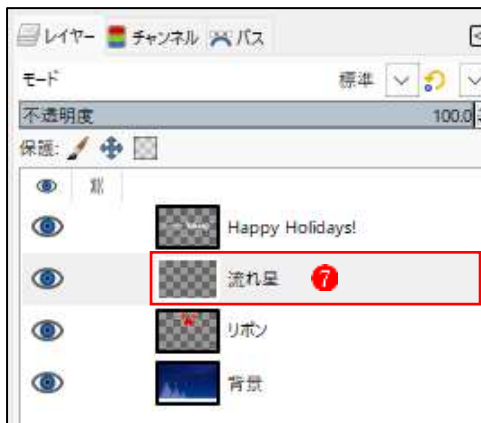 レイヤー チャンネル パス
モード 標準
不透明度 100.0
保護:
Happy Holidays!
流れ星 7
リボン
背景